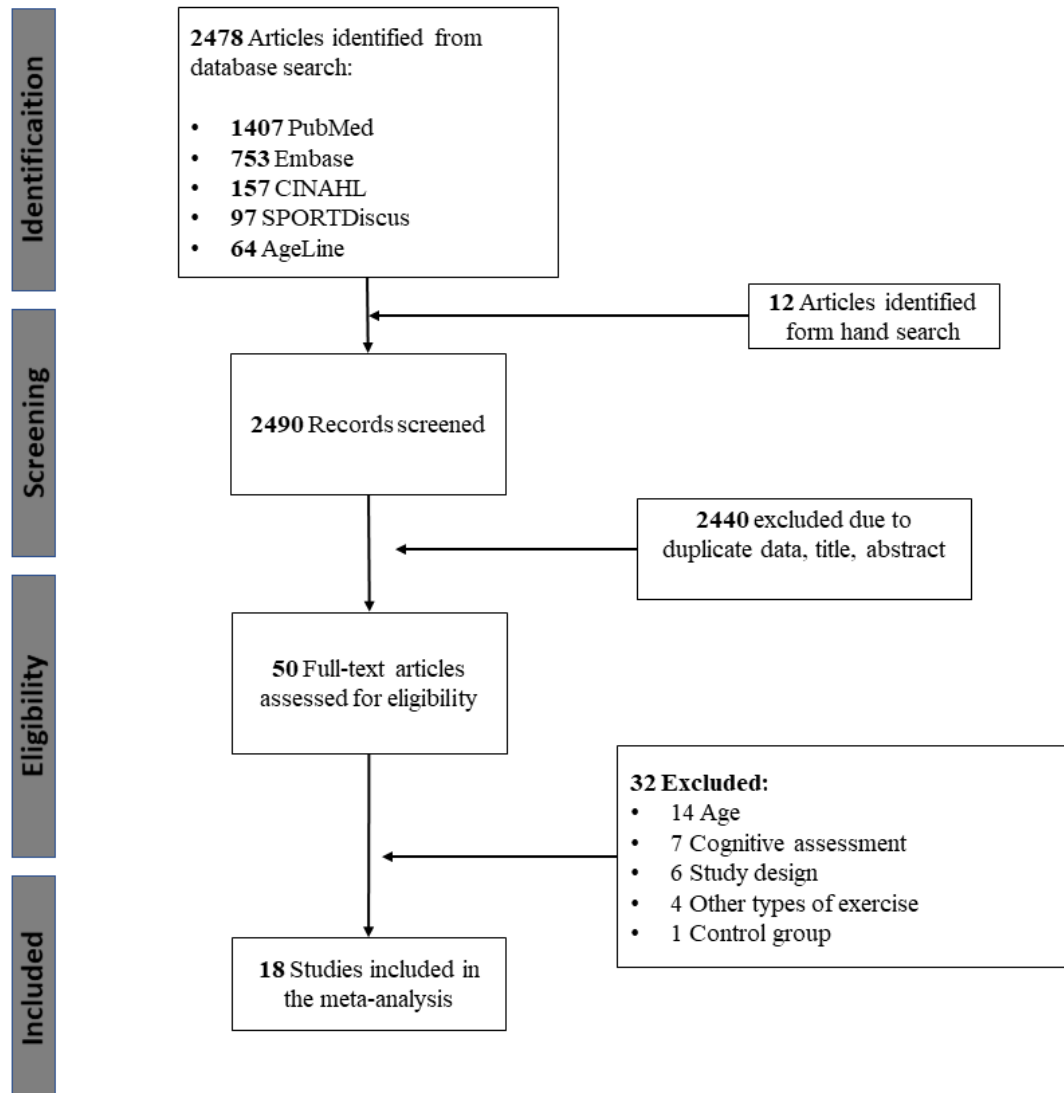 Identificaition
2478 Articles identified from
database search:
• 1407 PubMed
• 753 Embase
• 157 CINAHL
• 97 SPORTDiscus
• 64 AgeLine
12 Articles identified
form hand search
Screening
2490 Records screened
2440 excluded due to
duplicate data, title, abstract
Eligibility
50 Full-text articles
assessed for eligibility
32 Excluded:
• 14 Age
• 7 Cognitive assessment
• 6 Study design
• 4 Other types of exercise
• 1 Control group
Included
18 Studies included in
the meta-analysis